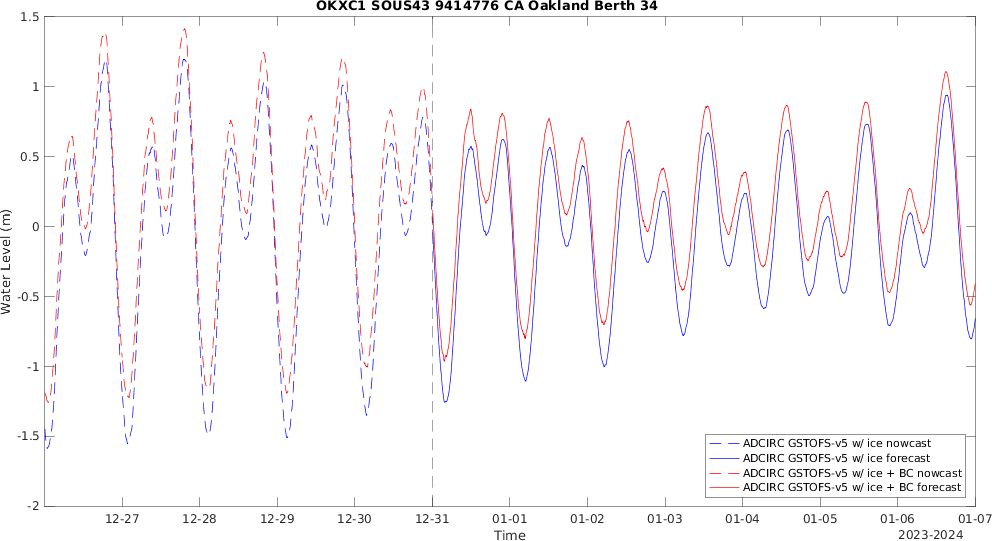 OKXC1 SOUS43 9414776 CA Oakland Berth 34
1.5
1
0.5
0
-0.5
-1
-1.5
-2
Water Level (m)
12-27 12-28 12-29 12-30 12-31 01-01 01-02 01-03 01-04 01-05 01-06 01-07
Time
2023-2024
ADCIRC GSTOFS-v5 w/ ice nowcast
ADCIRC GSTOFS-v5 w/ ice forecast
ADCIRC GSTOFS-v5 w/ ice + BC nowcast
ADCIRC GSTOFS-v5 w/ ice + BC forecast